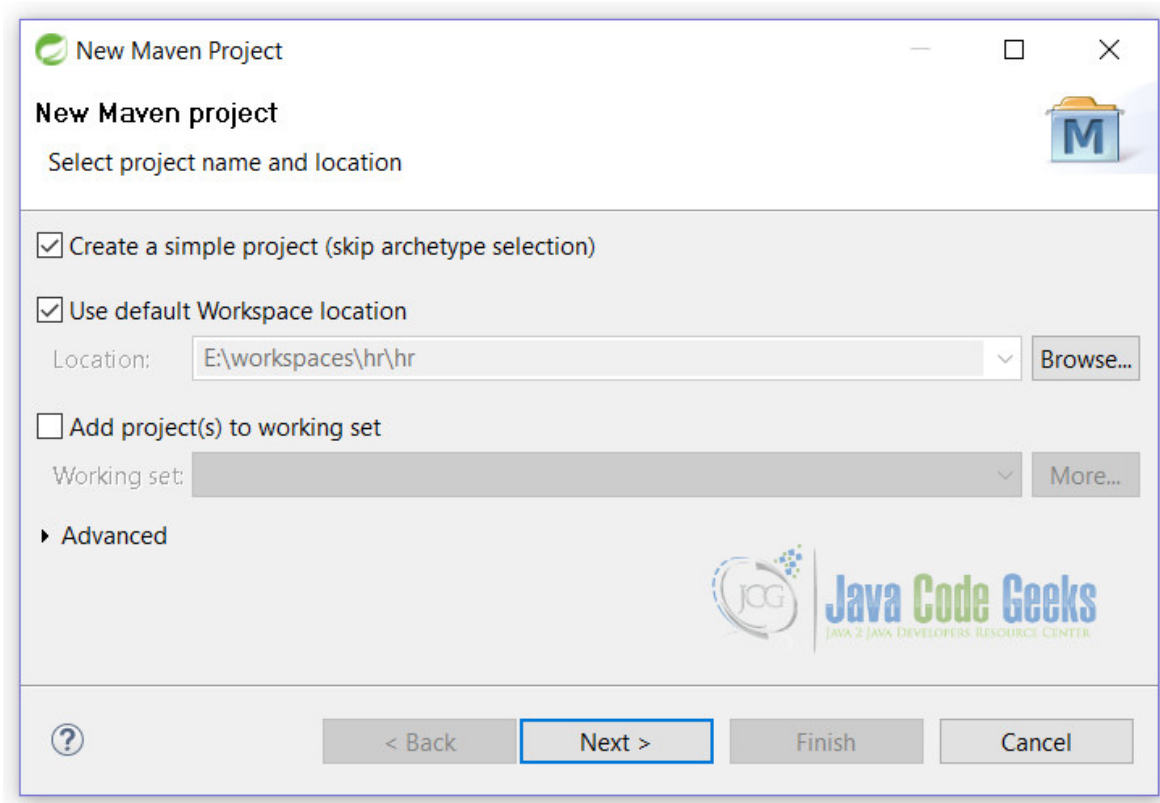 New Maven Project
New Maven project
M
Select project name and location
Create a simple project (skip archetype selection)
Use default Workspace location
Location: E:\workspaces\hr\hr Browse...
Add project(s) to working set
Working set: More...
Advanced
JCG Java Code Geeks
JAVA 2 JAVA DEVELOPERS RESOURCE CENTER
? < Back Next > Finish Cancel